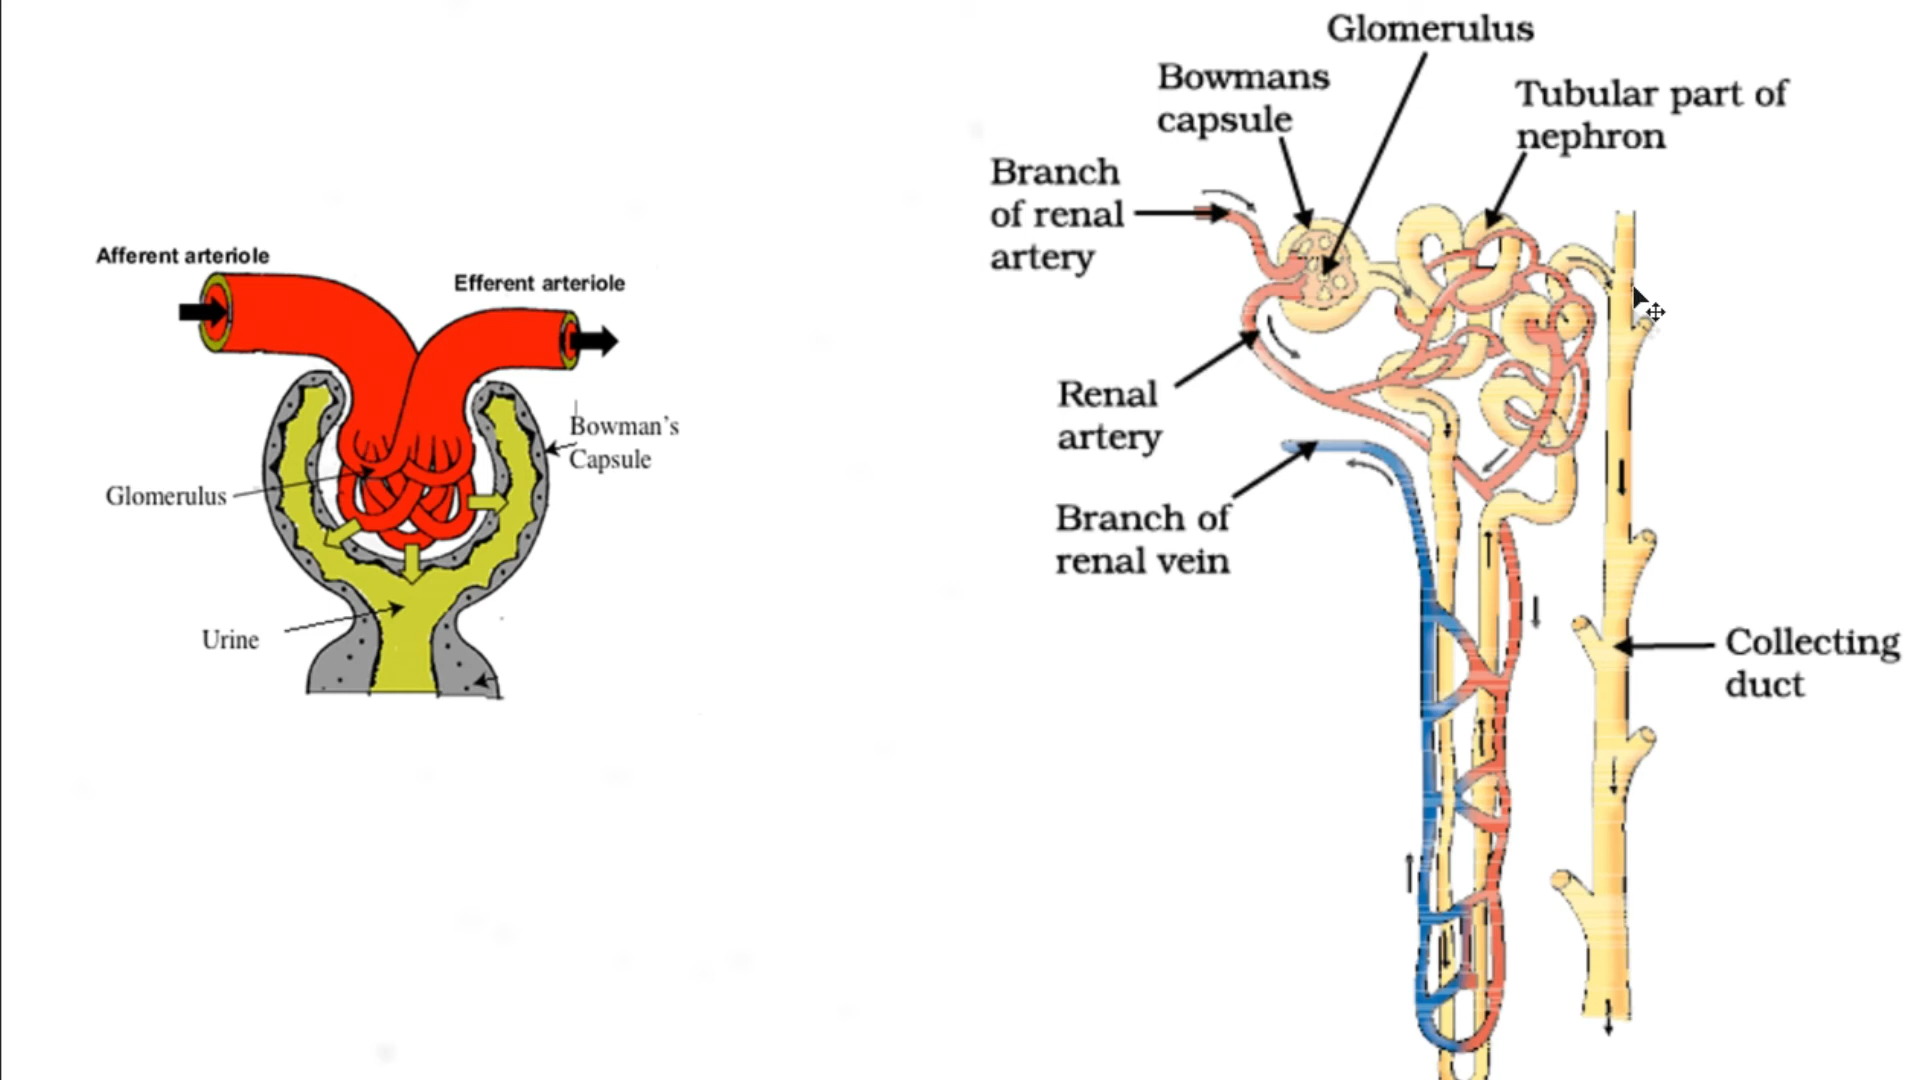 Afferent arteriole
Efferent arteriole
Bowman's
Capsule
Glomerulus
Urine
Glomerulus
Bowmans
capsule
Tubular part of
nephron
Branch
of renal
artery
Renal
artery
Branch of
renal vein
Collecting
duct